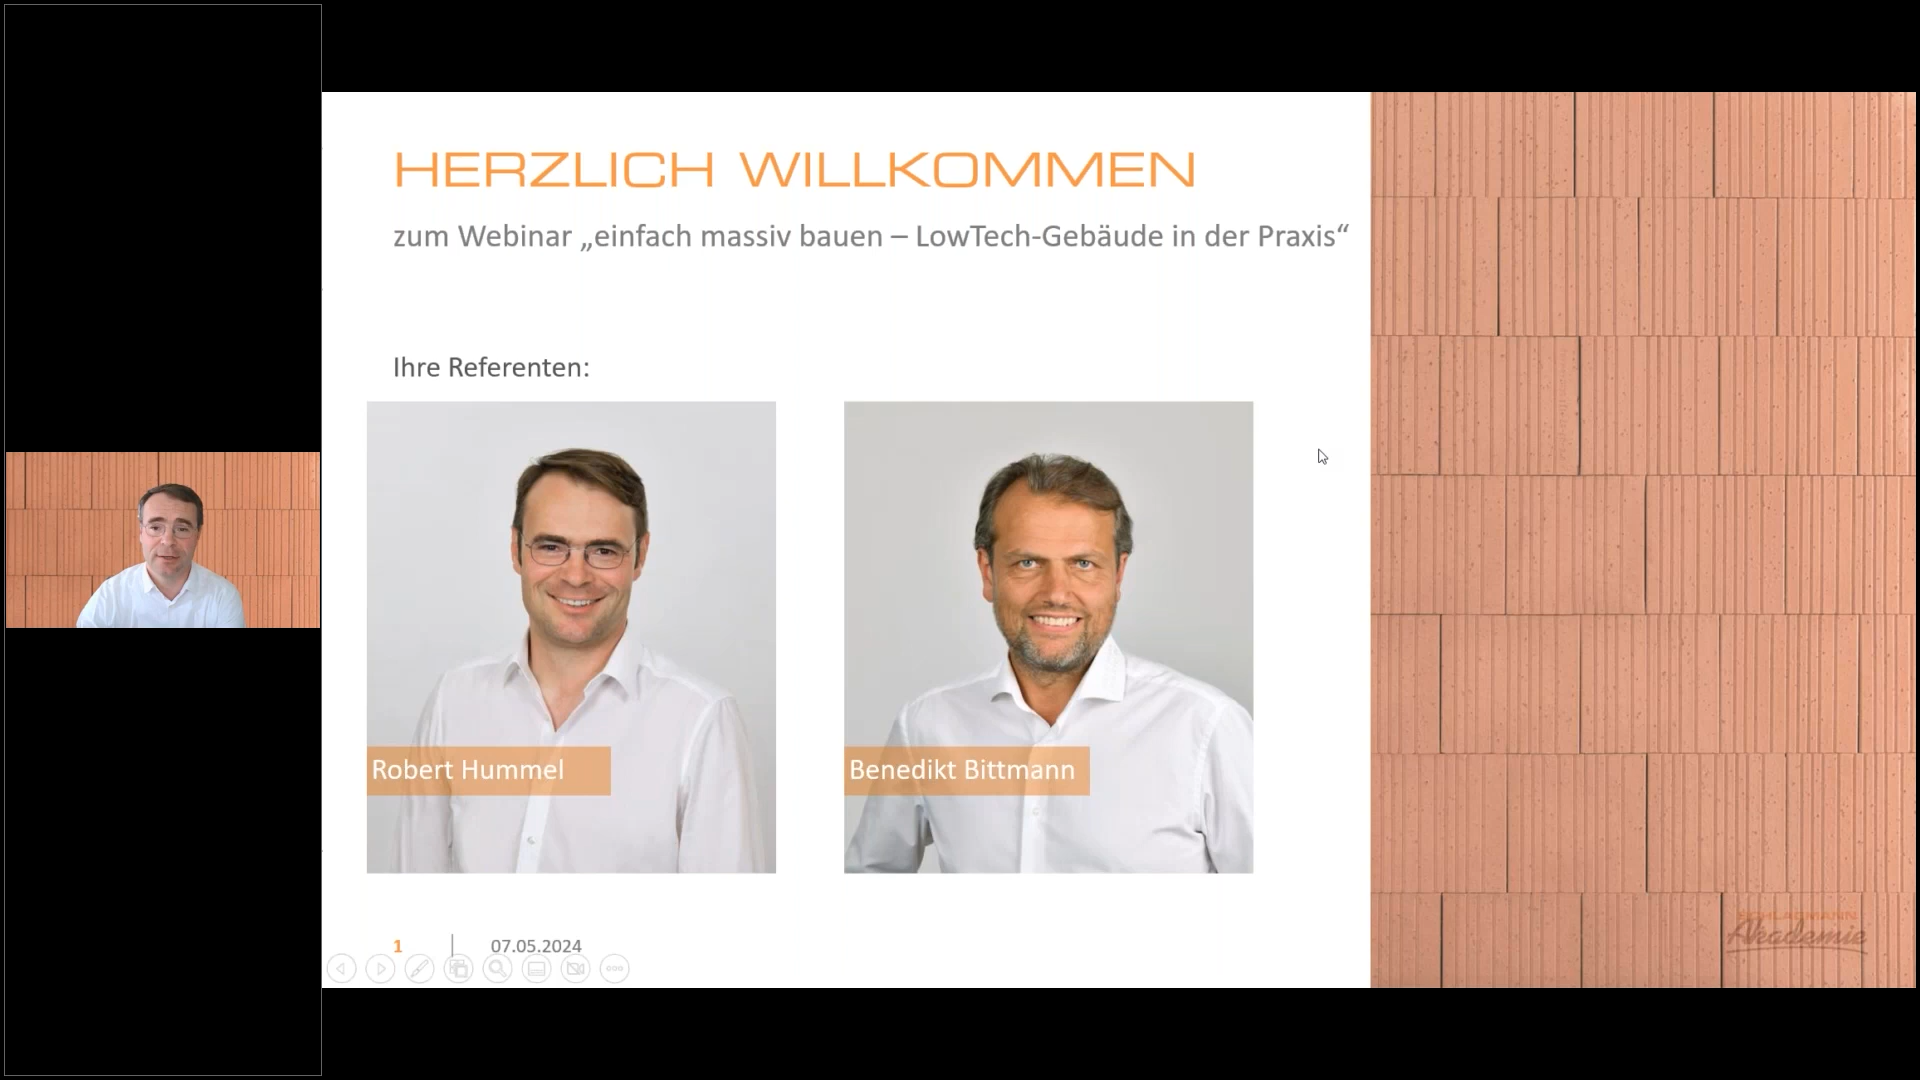 HERZLICH WILLKOMMEN
zum Webinar „einfach massiv bauen – LowTech-Gebäude in der Praxis“
Ihre Referenten:
Robert Hummel
Benedikt Bittmann
1
07.05.2024
SCHLAGMANN
Akademie